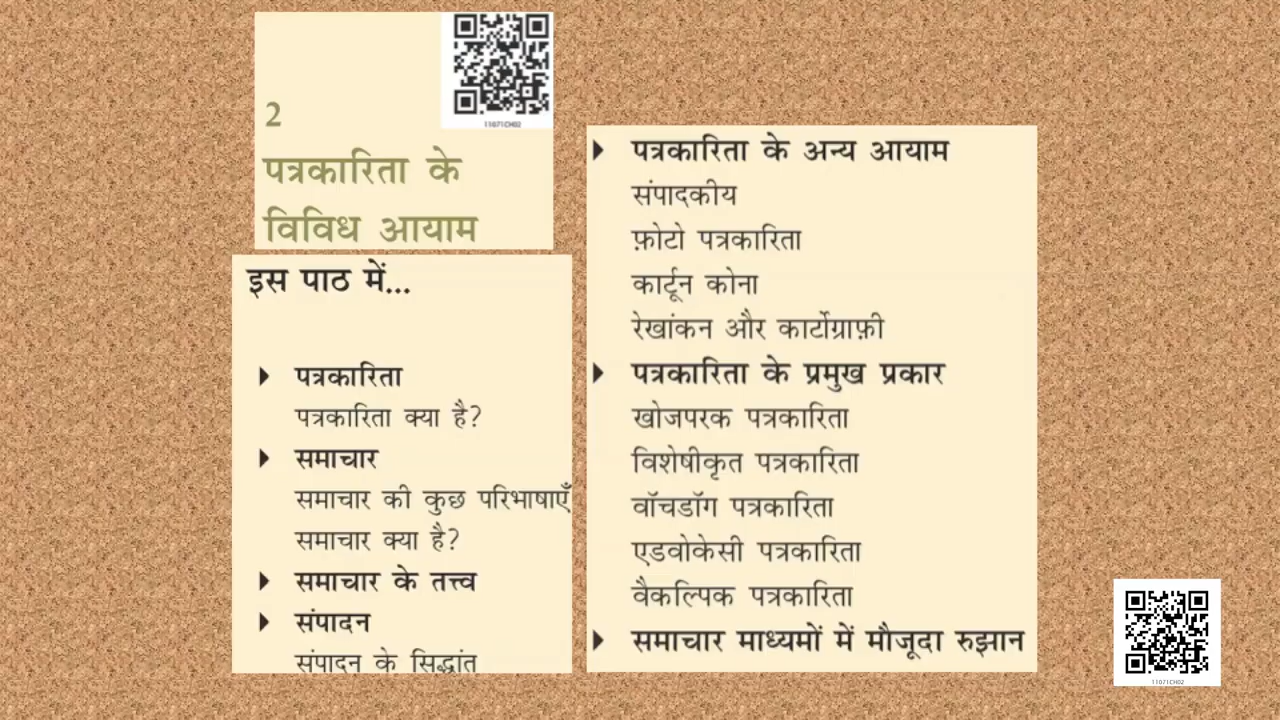 11071CH02
2
पत्रकारिता के
विविध आयाम
इस पाठ में...
पत्रकारिता
पत्रकारिता क्या है?
समाचार
समाचार की कुछ परिभाषाएँ
समाचार क्या है?
समाचार के तत्त्व
संपादन
संपादन के सिद्धांत
पत्रकारिता के अन्य आयाम
संपादकीय
फ़ोटो पत्रकारिता
कार्टून कोना
रेखांकन और कार्टोग्राफ़ी
पत्रकारिता के प्रमुख प्रकार
खोजपरक पत्रकारिता
विशेषीकृत पत्रकारिता
वॉचडॉग पत्रकारिता
एडवोकेसी पत्रकारिता
वैकल्पिक पत्रकारिता
समाचार माध्यमों में मौजूदा रुझान
11071CH02